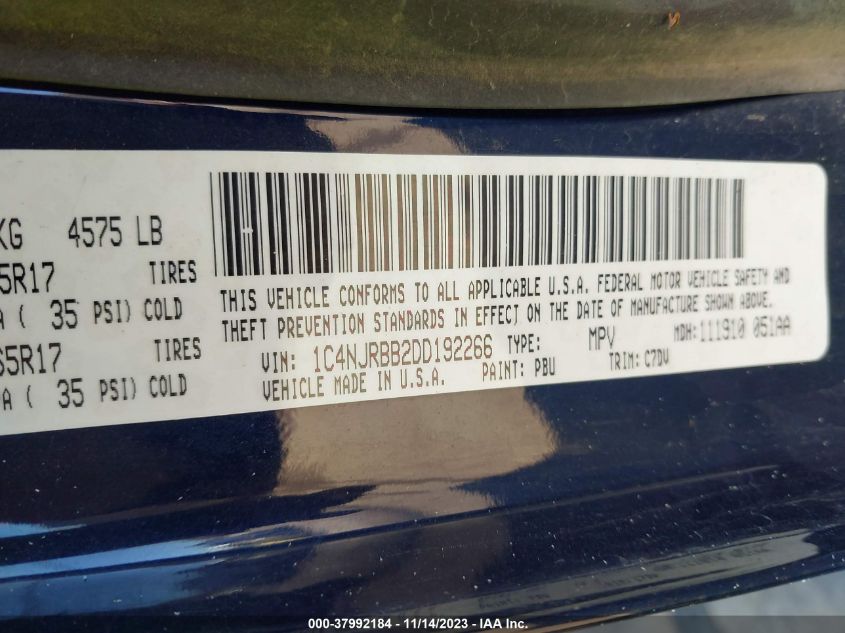 KG 4575 LB
5R17 TIRES
A ( 35 PSI) COLD
55R17 TIRES
A ( 35 PSI) COLD
THIS VEHICLE CONFORMS TO ALL APPLICABLE U.S.A. FEDERAL MOTOR VEHICLE SAFETY AND
THEFT PREVENTION STANDARDS IN EFFECT ON THE DATE OF MANUFACTURE SHOWN ABOVE.
VIN: 1C4NJRBB2DD192266 TYPE: MPV MDH: 111910 051AA
VEHICLE MADE IN U.S.A. PAINT: PBU TRIM: C7DV
000-37992184 - 11/14/2023 - IAA Inc.